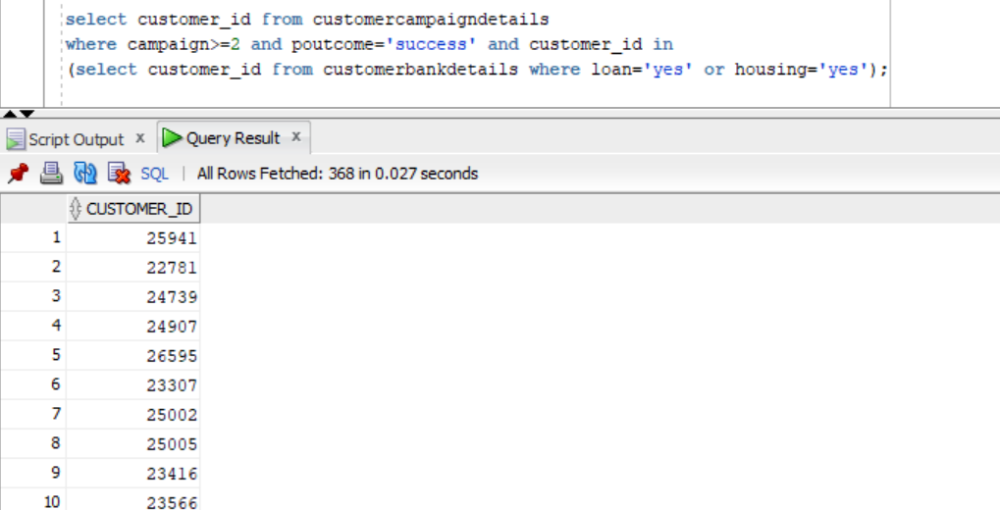 select customer_id from customercampaigndetails
where campaign>=2 and poutcome='success' and customer_id in
(select customer_id from customerbankdetails where loan='yes' or housing='yes');
Script Output x Query Result x
SQL | All Rows Fetched: 368 in 0.027 seconds
CUSTOMER_ID
1 25941
2 22781
3 24739
4 24907
5 26595
6 23307
7 25002
8 25005
9 23416
10 23566